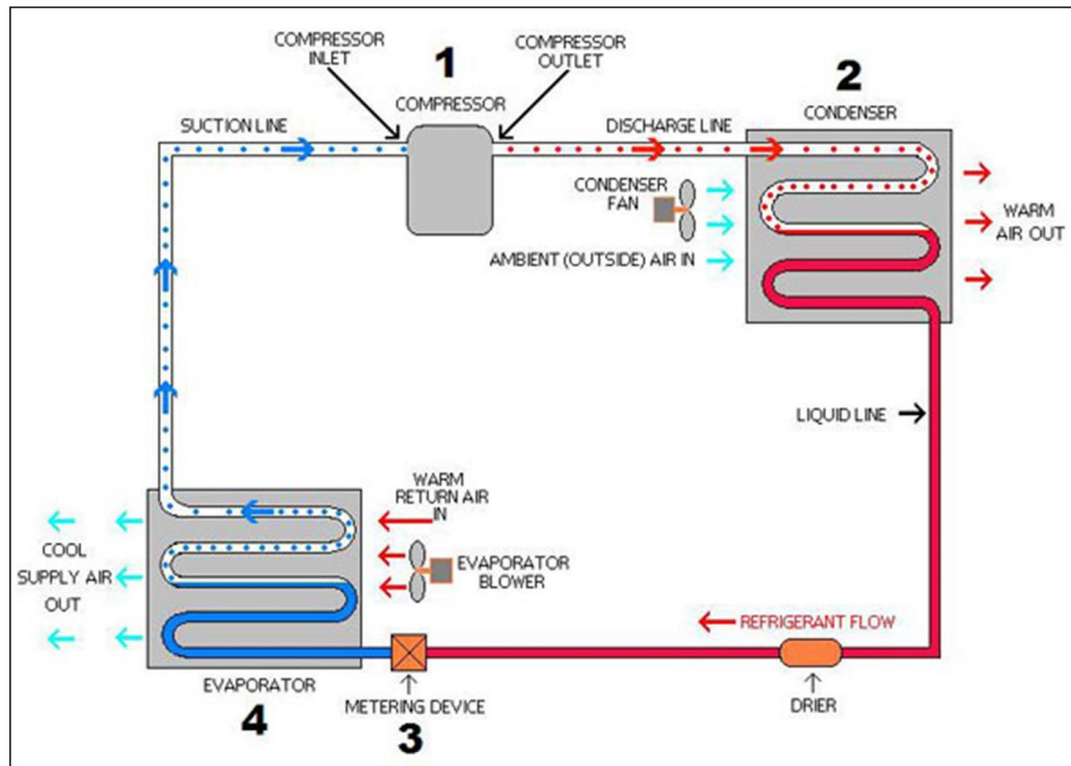 COMPRESSOR
INLET
1
COMPRESSOR
COMPRESSOR
OUTLET
2
CONDENSER
SUCTION LINE
DISCHARGE LINE
CONDENSER
FAN
WARM
AIR OUT
AMBIENT (OUTSIDE) AIR IN
LIQUID LINE
WARM
RETURN AIR
IN
COOL
SUPPLY AIR
OUT
EVAPORATOR
BLOWER
REFRIGERANT FLOW
EVAPORATOR
4
METERING DEVICE
3
DRIER